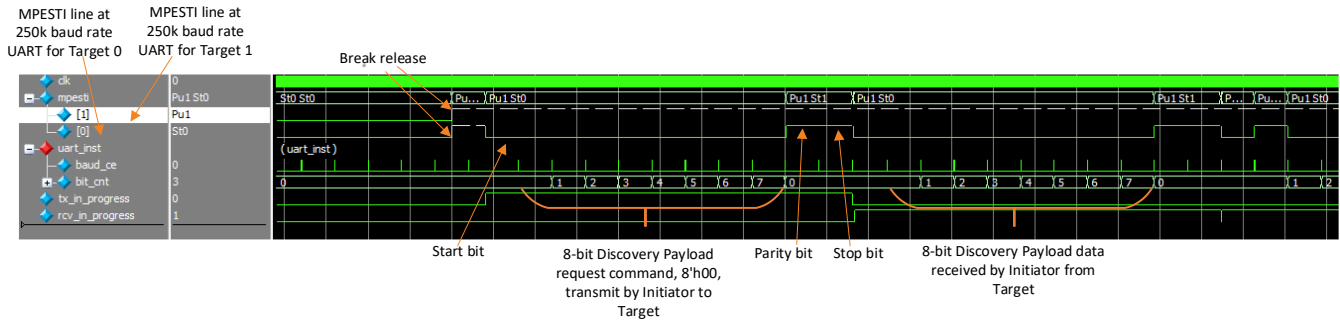 MPESTI line at
250k baud rate
UART for Target 0
MPESTI line at
250k baud rate
UART for Target 1
Break release
clk 0
mpesti Pu1 St0 St0 St0 Pu... Pu1 St0 Pu1 St1 Pu1 St0 Pu1 St1 P... Pu... Pu1 St0
[1] Pu1
[0] St0
uart_inst (uart_inst)
baud_ce 0
bit_cnt 3 0 1 2 3 4 5 6 7 0 1 2 3 4 5 6 7 0 1 2
tx_in_progress 0
rcv_in_progress 1
Start bit
8-bit Discovery Payload
request command, 8'h00,
transmit by Initiator to
Target
Parity bit
Stop bit
8-bit Discovery Payload data
received by Initiator from
Target